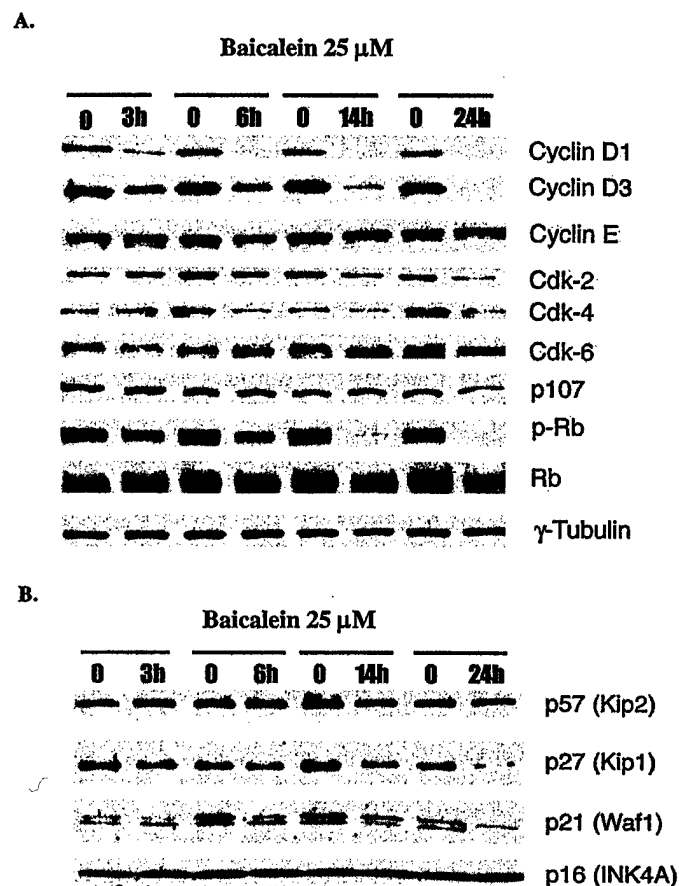 A.
Baicalein 25 μM
0 3h 0 6h 0 14h 0 24h
Cyclin D1
Cyclin D3
Cyclin E
Cdk-2
Cdk-4
Cdk-6
p107
p-Rb
Rb
γ-Tubulin
B.
Baicalein 25 μM
0 3h 0 6h 0 14h 0 24h
p57 (Kip2)
p27 (Kip1)
p21 (Waf1)
p16 (INK4A)